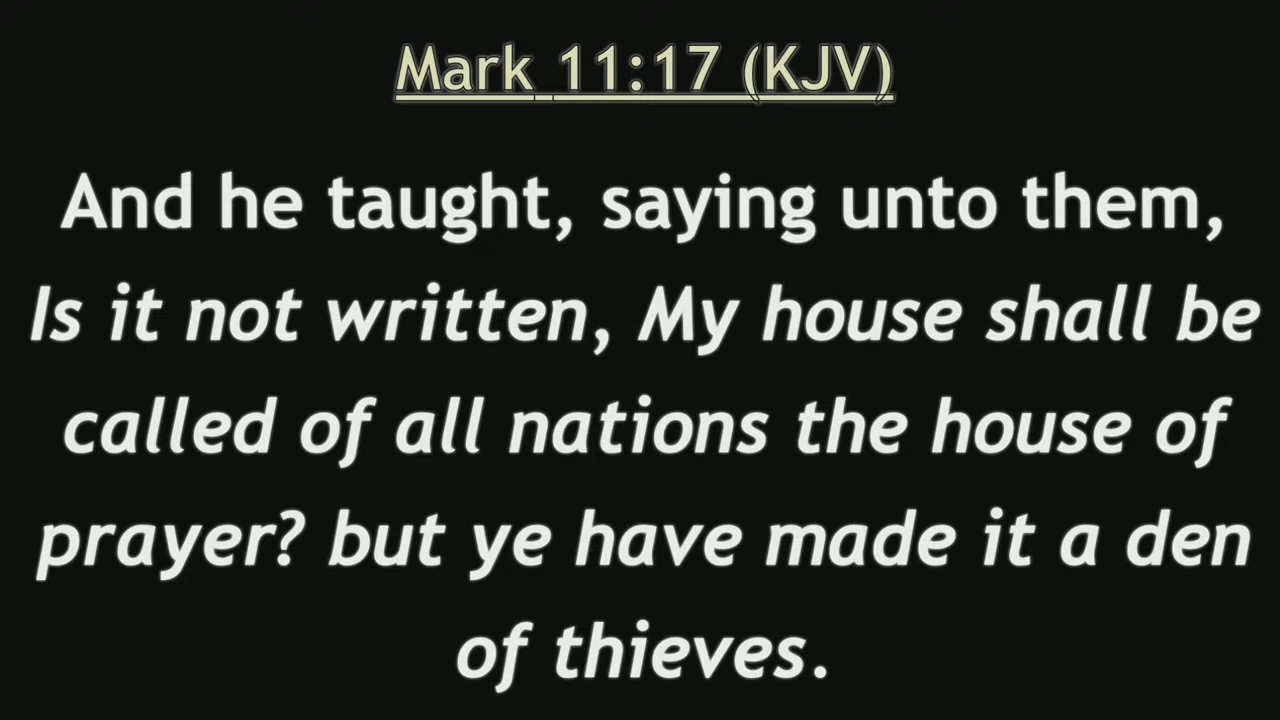 Mark 11:17 (KJV)
And he taught, saying unto them,
Is it not written, My house shall be
called of all nations the house of
prayer? but ye have made it a den
of thieves.